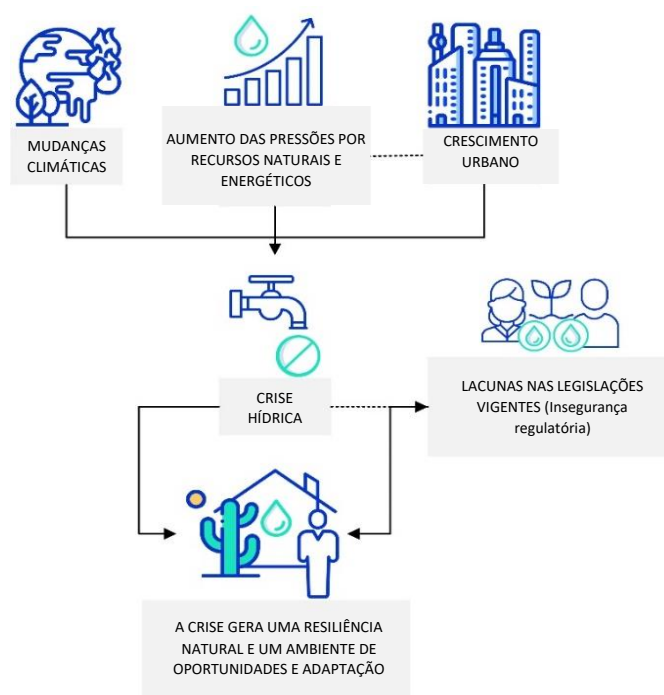 MUDANÇAS
CLIMÁTICAS
AUMENTO DAS PRESSÕES POR
RECURSOS NATURAIS E
ENERGÉTICOS
CRESCIMENTO
URBANO
CRISE
HÍDRICA
LACUNAS NAS LEGISLAÇÕES
VIGENTES (Insegurança
regulatória)
A CRISE GERA UMA RESILIÊNCIA
NATURAL E UM AMBIENTE DE
OPORTUNIDADES E ADAPTAÇÃO